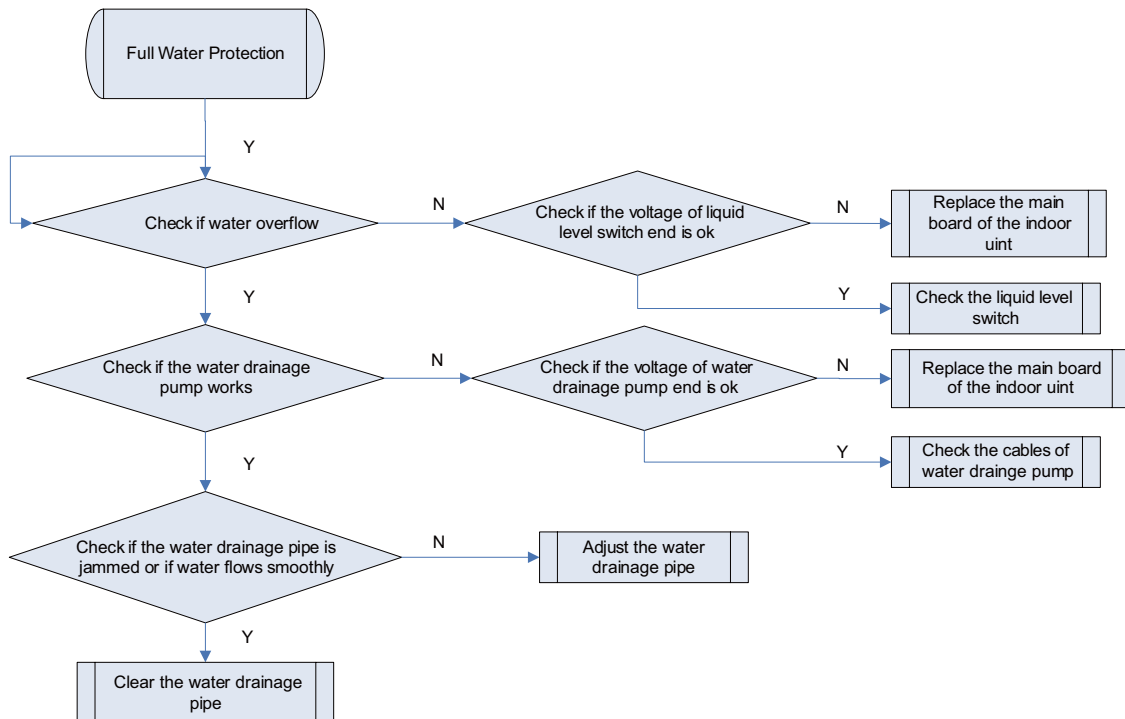 Full Water Protection
Y
Check if water overflow
N
Check if the voltage of liquid
level switch end is ok
N
Replace the main
board of the indoor
uint
Y
Check the liquid level
switch
Y
Check if the water drainage
pump works
N
Check if the voltage of water
drainage pump end is ok
N
Replace the main board
of the indoor uint
Y
Check the cables of
water drainge pump
Y
Check if the water drainage pipe is
jammed or if water flows smoothly
N
Adjust the water
drainage pipe
Y
Clear the water drainage
pipe